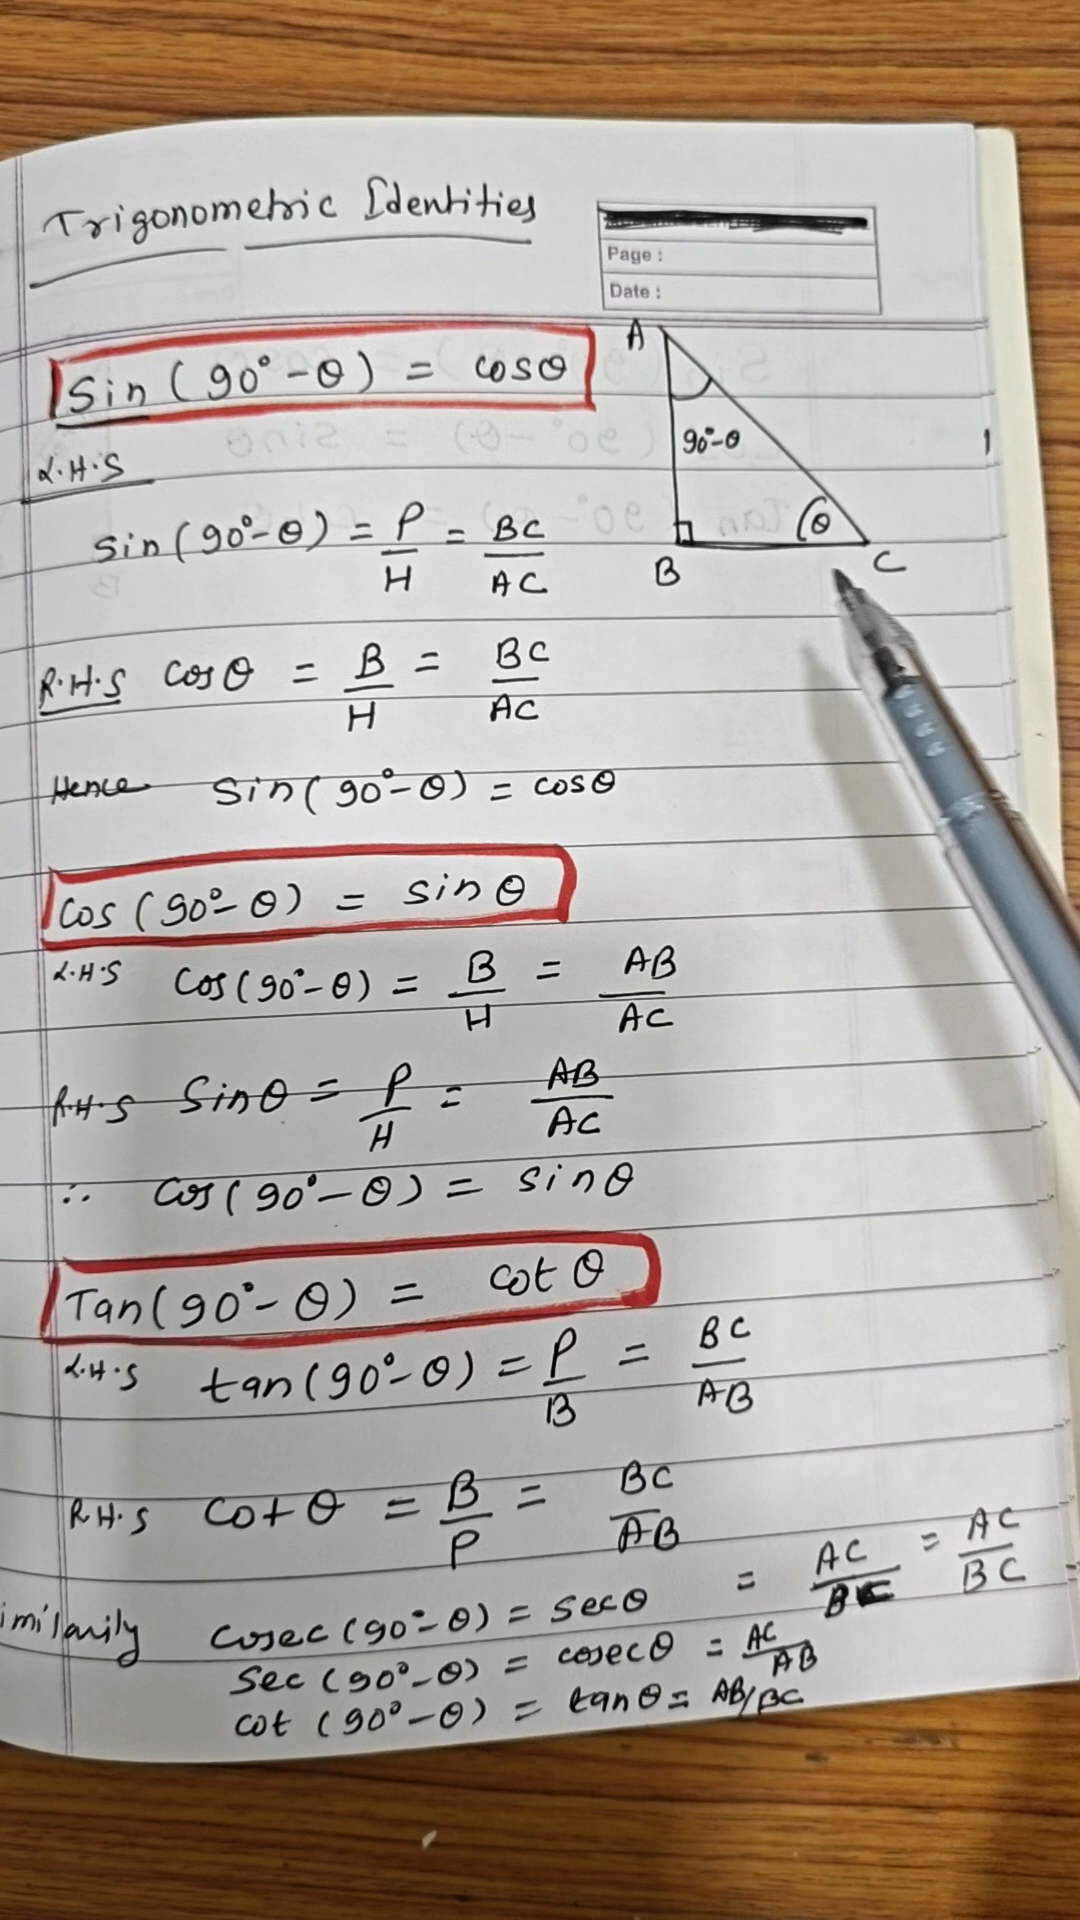 Trigonometric Identities
Page :
Date :
Sin (90° - θ) = cosθ
A
90°-θ
θ
B
C
L.H.S
sin (90° - θ) = P/H = BC/AC
R.H.S cosθ = B/H = BC/AC
Hence Sin (90° - θ) = cosθ
cos (90° - θ) = sin θ
L.H.S Cos (90° - θ) = B/H = AB/AC
R.H.S Sinθ = P/H = AB/AC
∴ Cos (90° - θ) = sinθ
Tan (90° - θ) = cot θ
L.H.S tan (90° - θ) = P/B = BC/AB
R.H.S Cot θ = B/P = BC/AB
imilarily cosec (90° - θ) = secθ = AC/BC = AC/BC
Sec (90° - θ) = cosecθ = AC/AB
cot (90° - θ) = tanθ = AB/BC